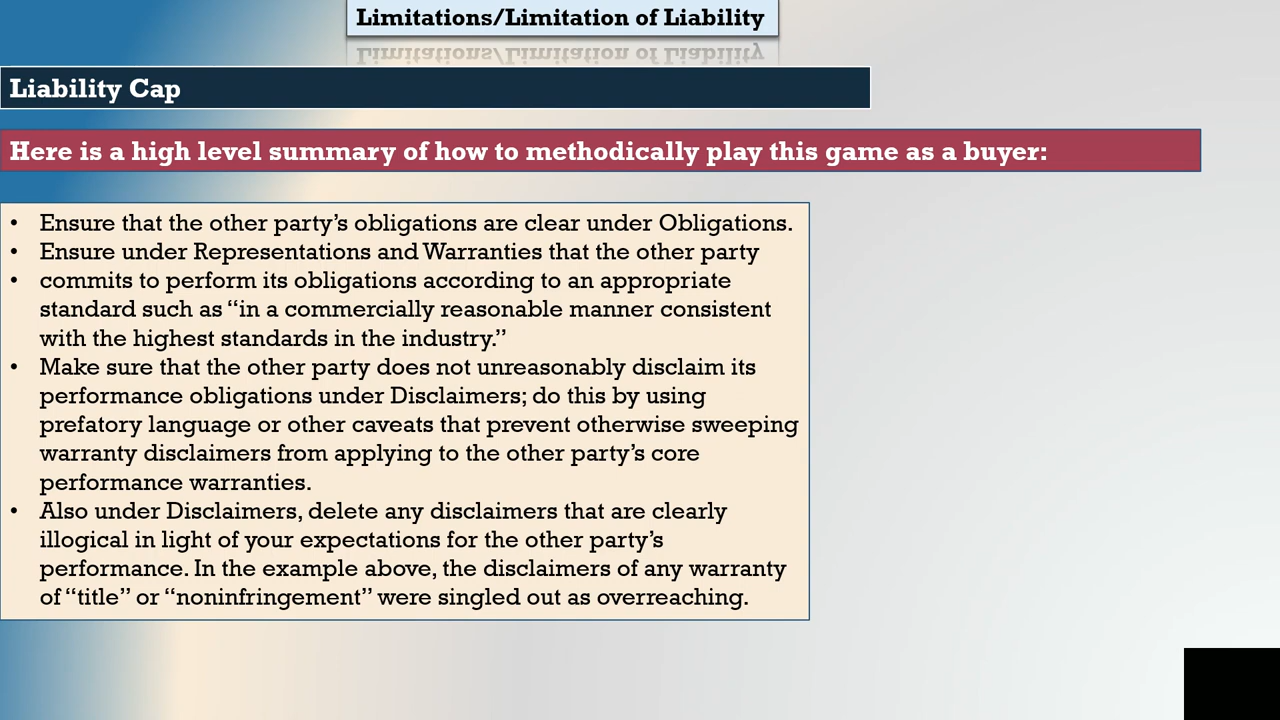 Limitations/Limitation of Liability
Liability Cap
Here is a high level summary of how to methodically play this game as a buyer:
• Ensure that the other party’s obligations are clear under Obligations.
• Ensure under Representations and Warranties that the other party
• commits to perform its obligations according to an appropriate
standard such as “in a commercially reasonable manner consistent
with the highest standards in the industry.”
• Make sure that the other party does not unreasonably disclaim its
performance obligations under Disclaimers; do this by using
prefatory language or other caveats that prevent otherwise sweeping
warranty disclaimers from applying to the other party’s core
performance warranties.
• Also under Disclaimers, delete any disclaimers that are clearly
illogical in light of your expectations for the other party’s
performance. In the example above, the disclaimers of any warranty
of “title” or “noninfringement” were singled out as overreaching.